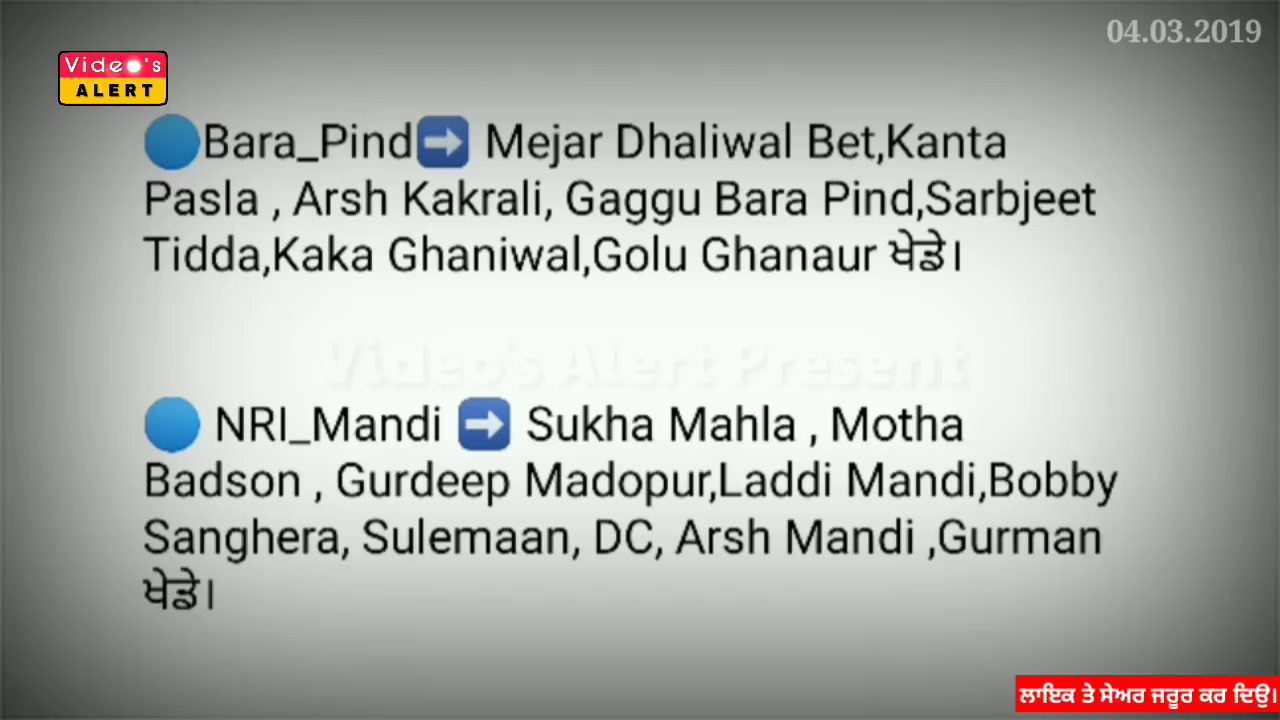 04.03.2019
Video's
ALERT
Bara_Pind➡ Mejar Dhaliwal Bet,Kanta
Pasla , Arsh Kakrali, Gaggu Bara Pind,Sarbjeet
Tidda,Kaka Ghaniwal,Golu Ghanaur ਖੇਡੇ।
Video's Alert Present
NRI_Mandi ➡ Sukha Mahla , Motha
Badson , Gurdeep Madopur,Laddi Mandi,Bobby
Sanghera, Sulemaan, DC, Arsh Mandi ,Gurman
ਖੇਡੇ।
ਲਾਇਕ ਤੇ ਸੇਅਰ ਜਰੂਰ ਕਰ ਦਿਉ।